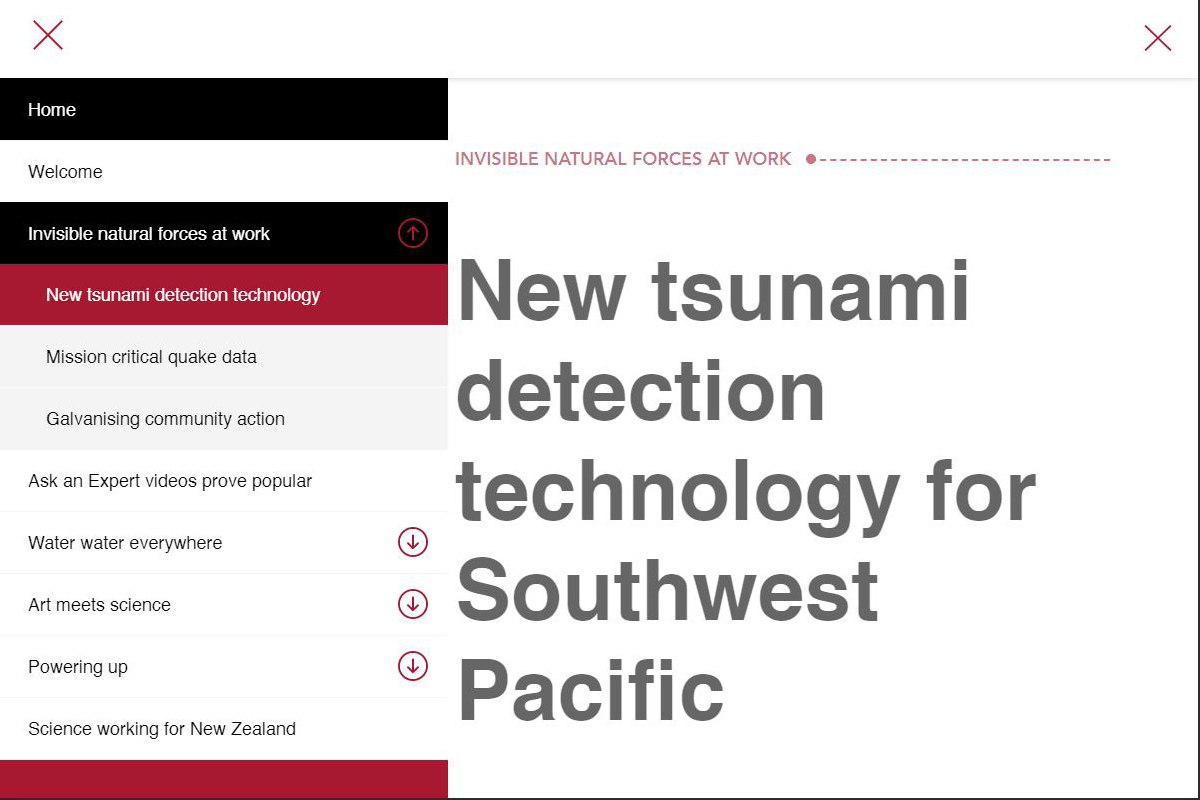 Home
Welcome
Invisible natural forces at work
New tsunami detection technology
Mission critical quake data
Galvanising community action
Ask an Expert videos prove popular
Water water everywhere
Art meets science
Powering up
Science working for New Zealand
INVISIBLE NATURAL FORCES AT WORK
New tsunami
detection
technology for
Southwest
Pacific